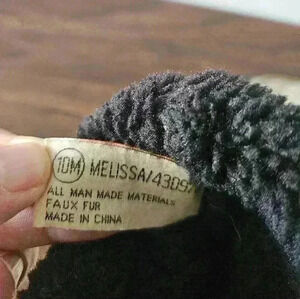 10M MELISSA/4309
ALL MAN MADE MATERIALS
FAUX FUR
MADE IN CHINA